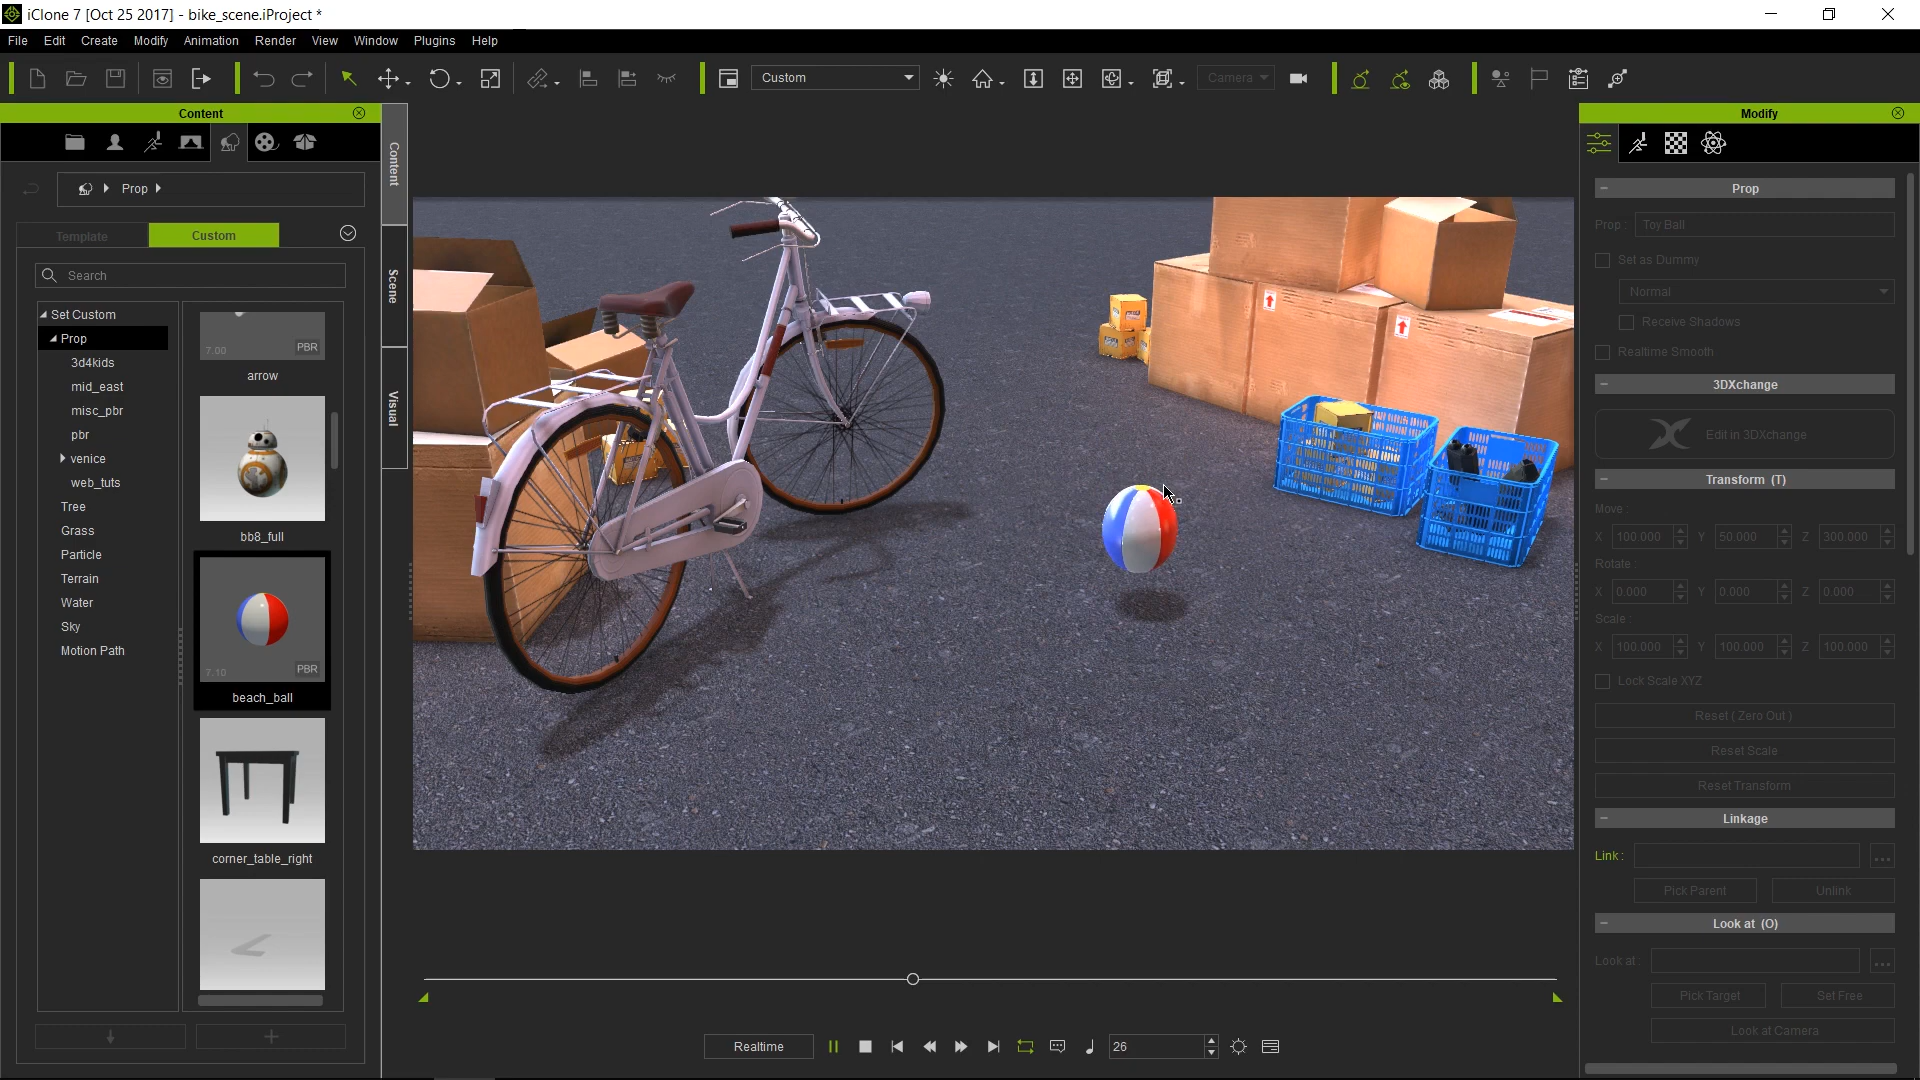 iClone 7 [Oct 25 2017] - bike_scene.iProject *
File Edit Create Modify Animation Render View Window Plugins Help
Custom
Camera
Content
Prop
Template
Custom
Search
Set Custom
Prop
3d4kids
mid_east
misc_pbr
pbr
venice
web_tuts
Tree
Grass
Particle
Terrain
Water
Sky
Motion Path
7.00 PBR
arrow
bb8_full
7.10 PBR
beach_ball
corner_table_right
Content
Scene
Visual
Realtime
26
Modify
Prop
Prop : Toy Ball
Set as Dummy
Normal
Receive Shadows
Realtime Smooth
3DXchange
Edit in 3DXchange
Transform (T)
Move :
X 100.000 Y 50.000 Z 300.000
Rotate :
X 0.000 Y 0.000 Z 0.000
Scale :
X 100.000 Y 100.000 Z 100.000
Lock Scale XYZ
Reset ( Zero Out )
Reset Scale
Reset Transform
Linkage
Link : ...
Pick Parent Unlink
Look at (O)
Look at : ...
Pick Target Set Free
Look at Camera